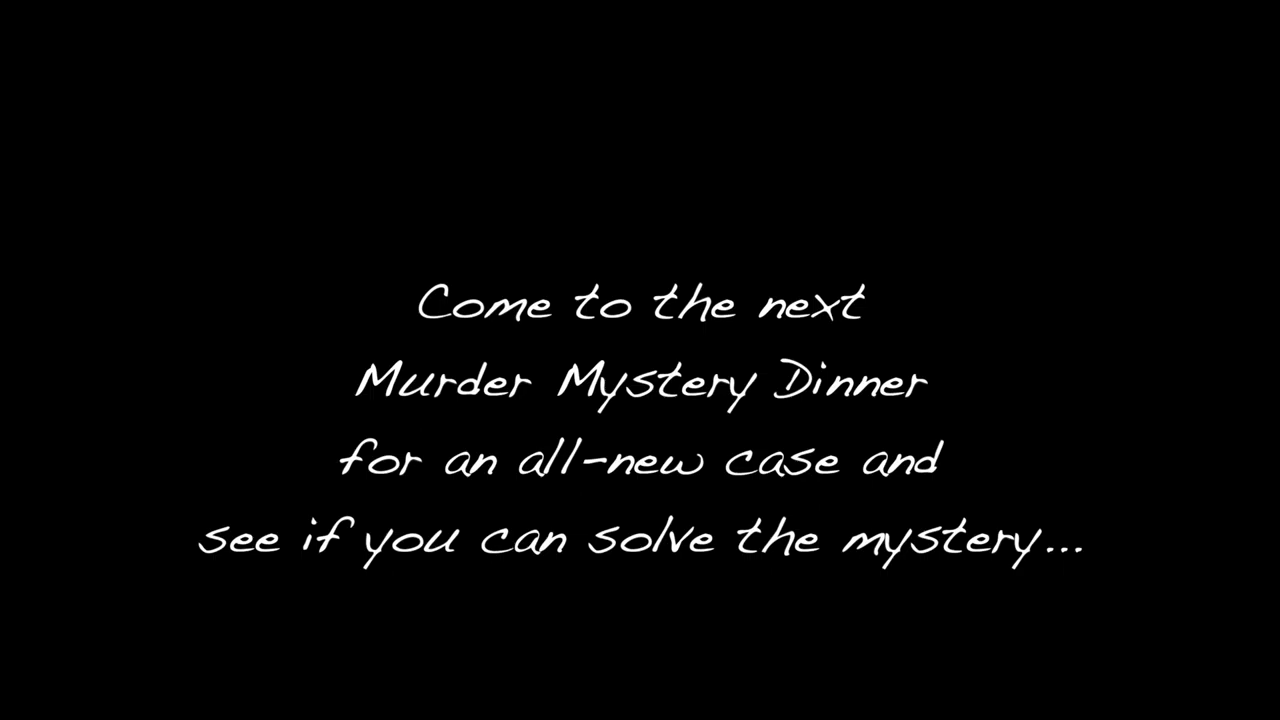 Come to the next
Murder Mystery Dinner
for an all-new case and
see if you can solve the mystery...